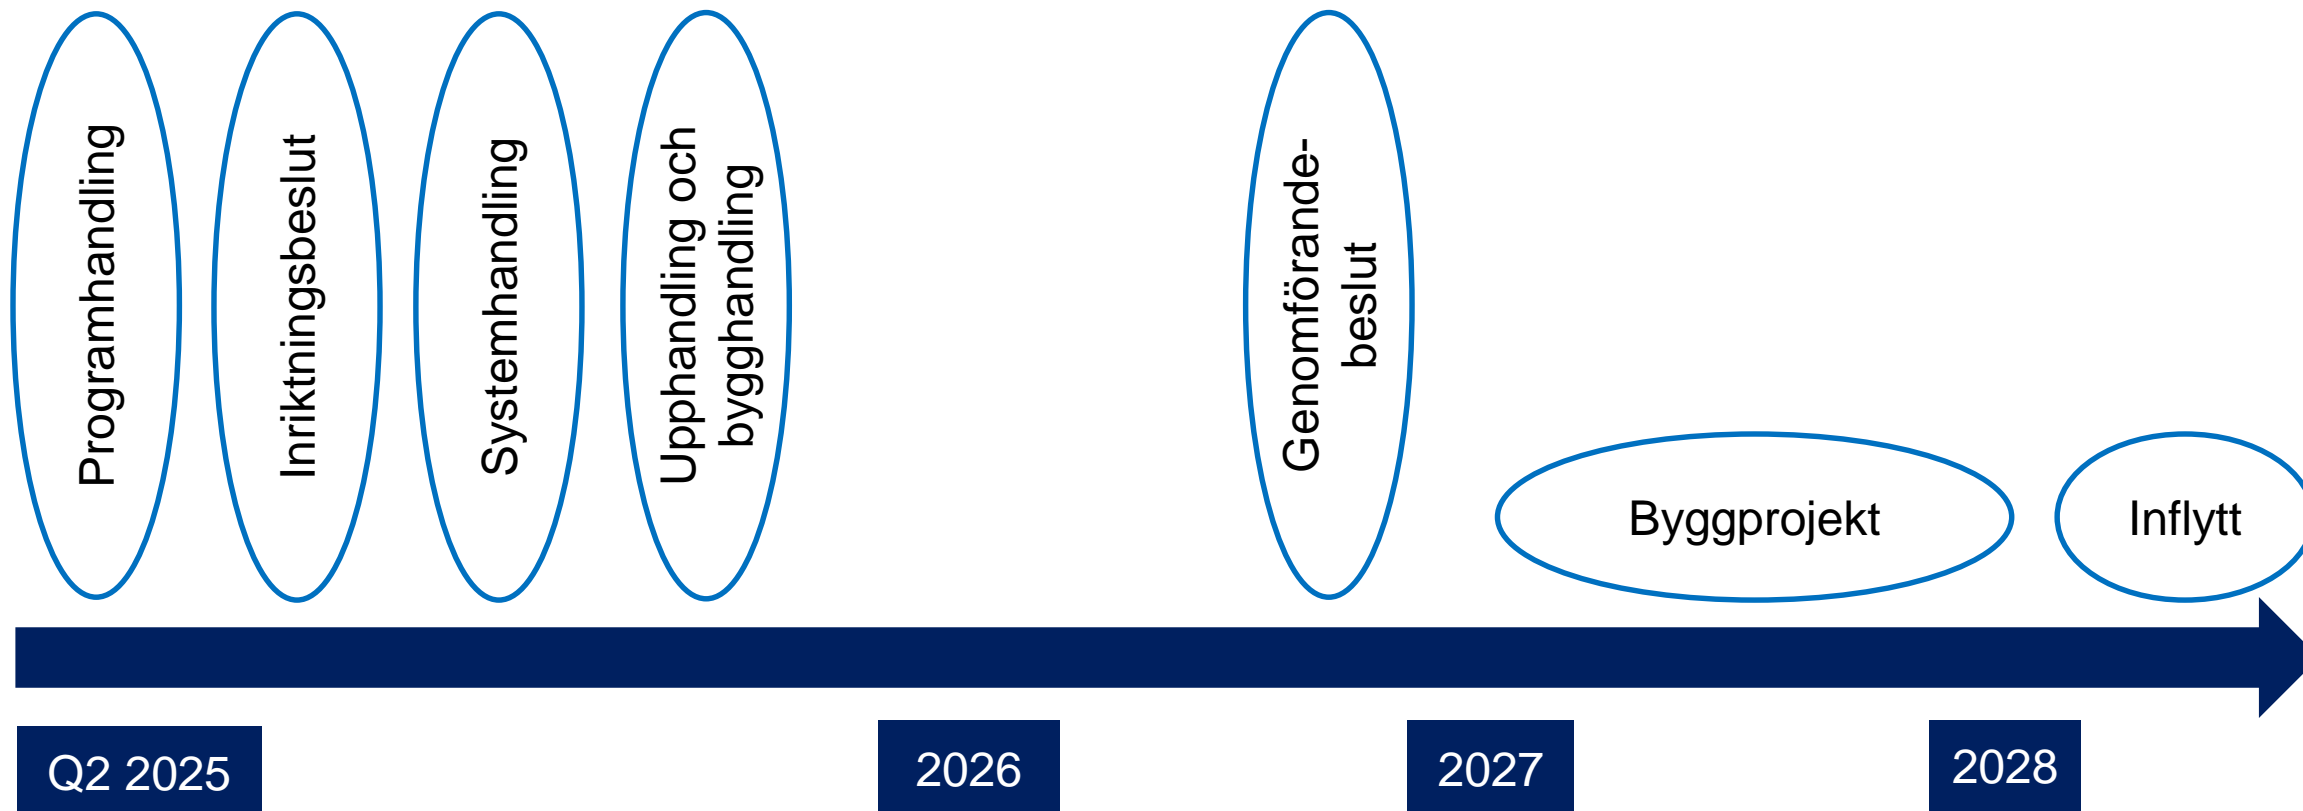 Programhandling
Inriktningsbeslut
Systemhandling
Upphandling och
bygghandling
Genomförande-
beslut
Byggprojekt
Inflytt
Q2 2025
2026
2027
2028